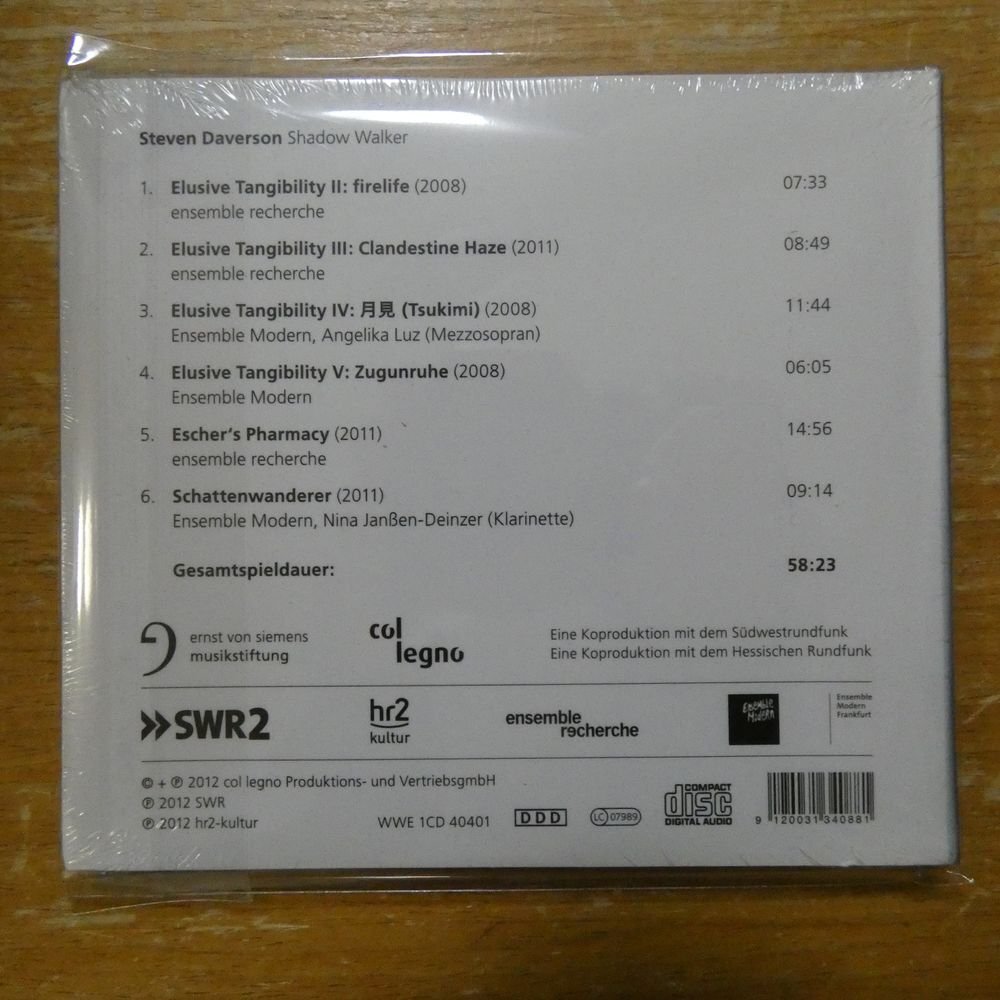 Steven Daverson Shadow Walker
1. Elusive Tangibility II: firelife (2008) 07:33
ensemble recherche
2. Elusive Tangibility III: Clandestine Haze (2011) 08:49
ensemble recherche
3. Elusive Tangibility IV: 月見 (Tsukimi) (2008) 11:44
Ensemble Modern, Angelika Luz (Mezzosopran)
4. Elusive Tangibility V: Zugunruhe (2008) 06:05
Ensemble Modern
5. Escher's Pharmacy (2011) 14:56
ensemble recherche
6. Schattenwanderer (2011) 09:14
Ensemble Modern, Nina Janßen-Deinzer (Klarinette)
Gesamtspieldauer: 58:23
ernst von siemens
musikstiftung
col
legno
Eine Koproduktion mit dem Südwestrundfunk
Eine Koproduktion mit dem Hessischen Rundfunk
SWR2
hr2
kultur
ensemble
recherche
Ensemble
Modern
Ensemble
Modern
Frankfurt
© + ℗ 2012 col legno Produktions- und VertriebsgmbH
℗ 2012 SWR
℗ 2012 hr2-kultur
WWE 1CD 40401
DDD
LC 07989
COMPACT
disc
DIGITAL AUDIO
9 120031 340881